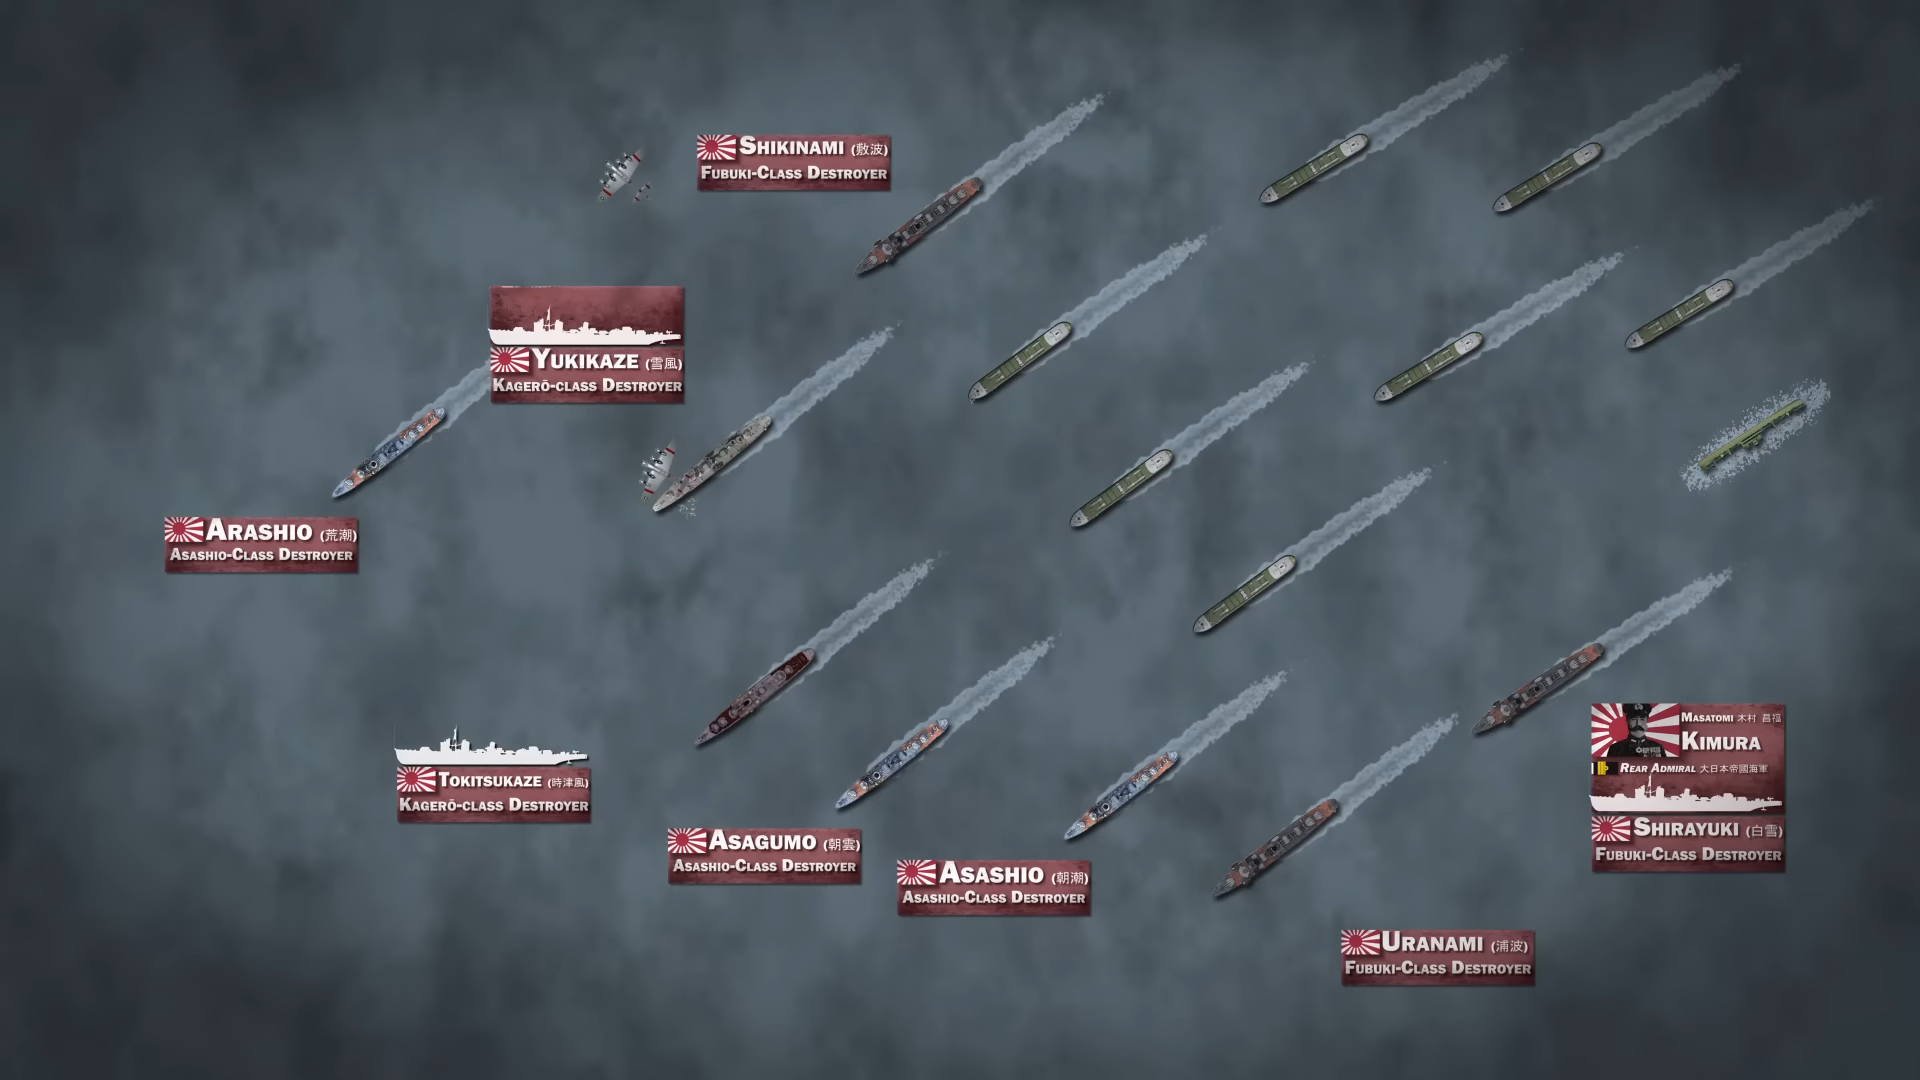 SHIKINAMI (敷波)
FUBUKI-CLASS DESTROYER
YUKIKAZE (雪風)
KAGERŌ-CLASS DESTROYER
ARASHIO (荒潮)
ASASHIO-CLASS DESTROYER
MASATOMI 木村 昌福
KIMURA
REAR ADMIRAL 大日本帝國海軍
SHIRAYUKI (白雪)
FUBUKI-CLASS DESTROYER
TOKITSUKAZE (時津風)
KAGERŌ-CLASS DESTROYER
ASAGUMO (朝雲)
ASASHIO-CLASS DESTROYER
ASASHIO (朝潮)
ASASHIO-CLASS DESTROYER
URANAMI (浦波)
FUBUKI-CLASS DESTROYER